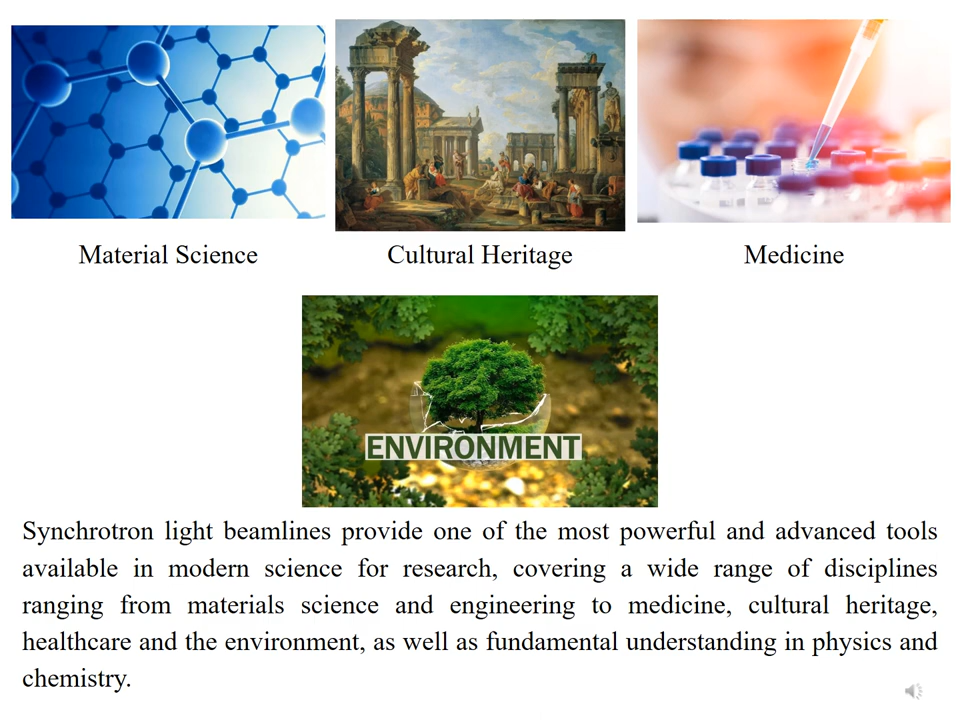 Material Science
Cultural Heritage
Medicine
ENVIRONMENT
Synchrotron light beamlines provide one of the most powerful and advanced tools
available in modern science for research, covering a wide range of disciplines
ranging from materials science and engineering to medicine, cultural heritage,
healthcare and the environment, as well as fundamental understanding in physics and
chemistry.